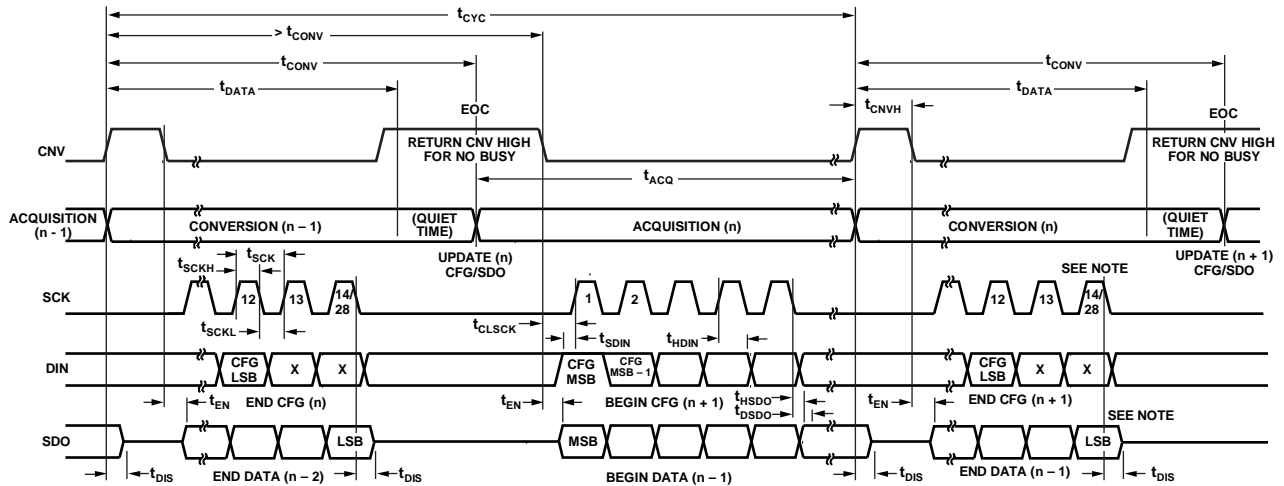 tCYC
> tCONV
tCONV
tCONV
tDATA
tDATA
tCNVH
EOC
EOC
CNV
RETURN CNV HIGH
FOR NO BUSY
RETURN CNV HIGH
FOR NO BUSY
tACQ
ACQUISITION
(n - 1)
CONVERSION (n – 1)
(QUIET
TIME)
ACQUISITION (n)
CONVERSION (n)
(QUIET
TIME)
UPDATE (n)
CFG/SDO
UPDATE (n + 1)
CFG/SDO
tSCK
tSCKH
SEE NOTE
SCK
12
13
14/
28
1
2
12
13
14/
28
tSCKL
tCLSCK
tSDIN
tHDIN
DIN
CFG
LSB
X
X
CFG
MSB
CFG
MSB – 1
CFG
LSB
X
X
tEN
END CFG (n)
tEN
BEGIN CFG (n + 1)
tHSDO
tDSDO
tEN
END CFG (n + 1)
SEE NOTE
SDO
LSB
MSB
LSB
tDIS
END DATA (n – 2)
tDIS
BEGIN DATA (n – 1)
tDIS
END DATA (n – 1)
tDIS